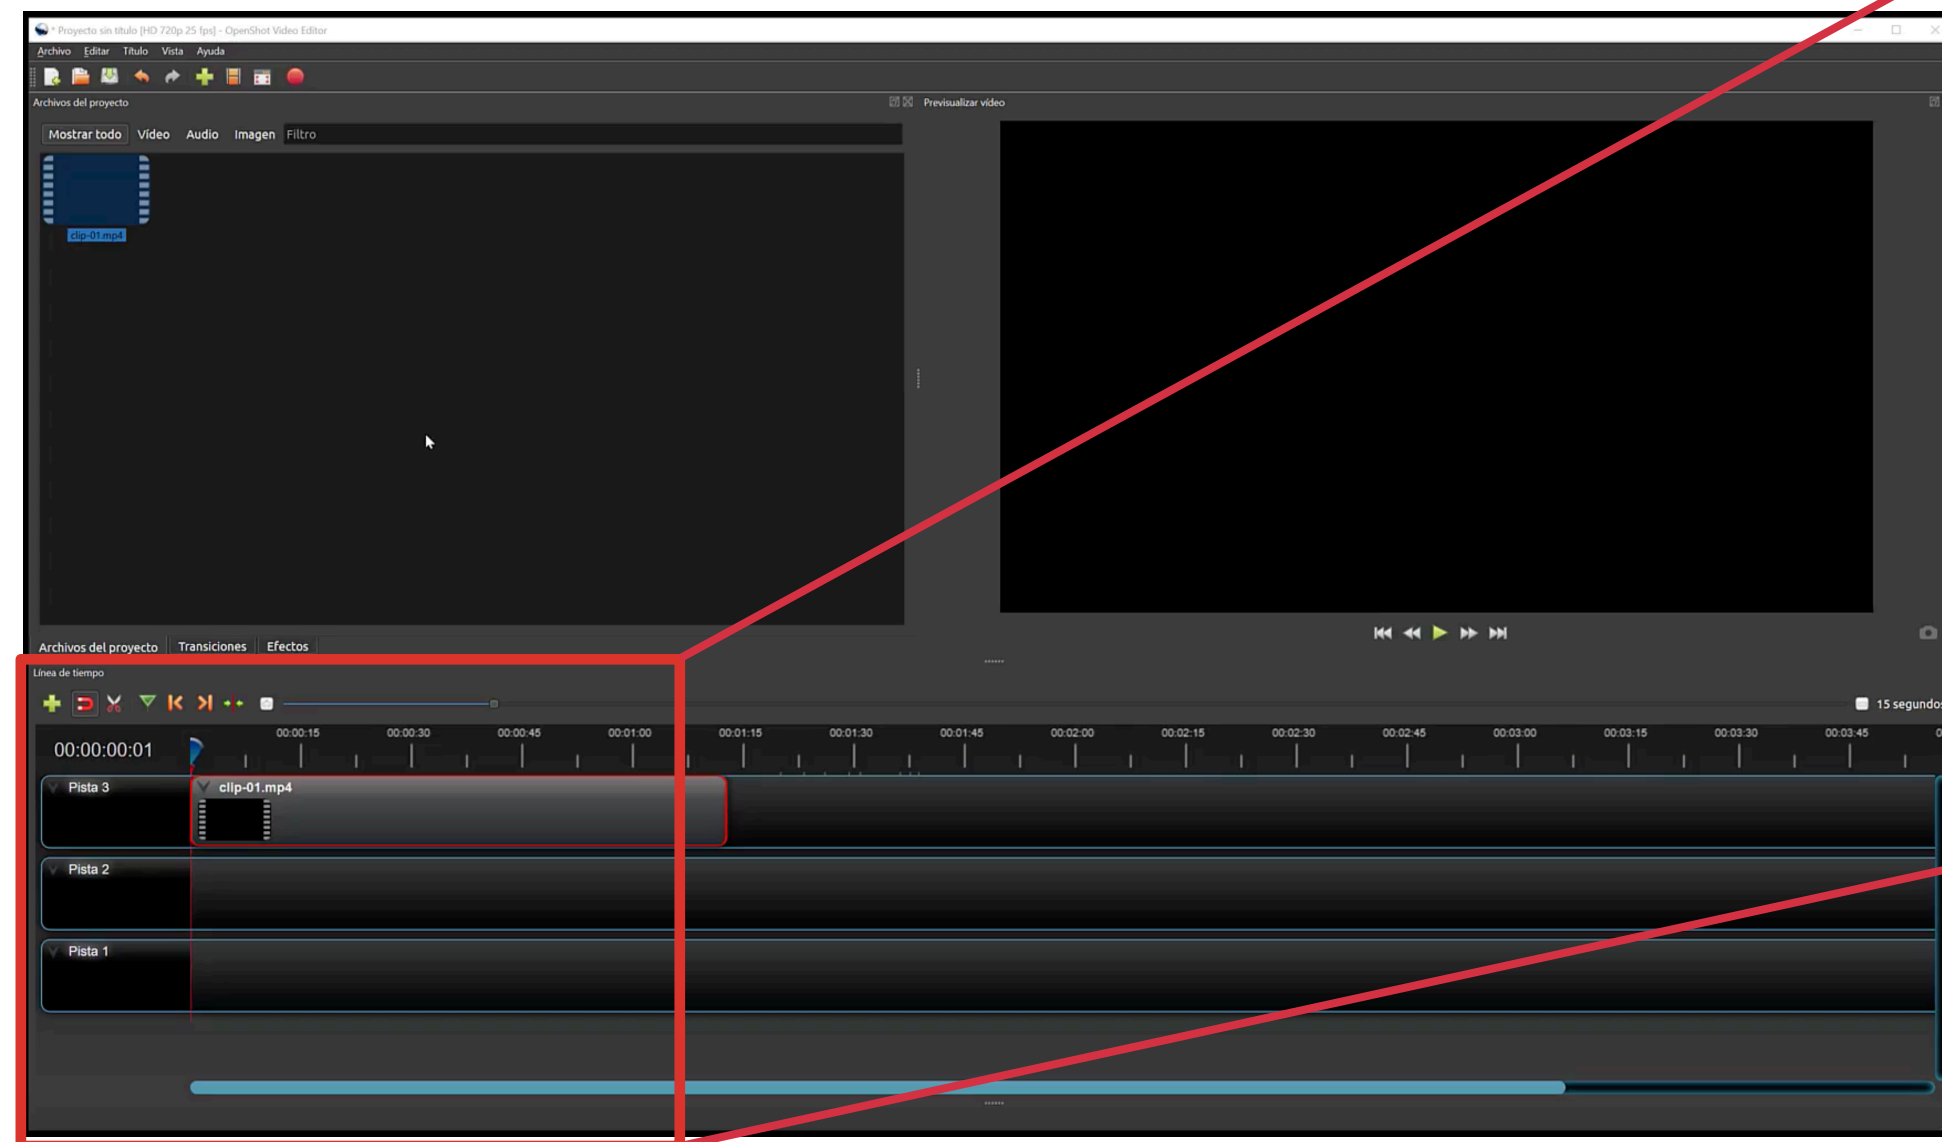 * Proyecto sin título [HD 720p 25 fps] - OpenShot Video Editor
Archivo Editar Título Vista Ayuda
Archivos del proyecto
Previsualizar vídeo
Mostrar todo Vídeo Audio Imagen Filtro
clip-01.mp4
Archivos del proyecto Transiciones Efectos
Línea de tiempo
15 segundos
00:00:00:01
00:00:15 00:00:30 00:00:45 00:01:00 00:01:15 00:01:30 00:01:45 00:02:00 00:02:15 00:02:30 00:02:45 00:03:00 00:03:15 00:03:30 00:03:45
Pista 3
clip-01.mp4
Pista 2
Pista 1